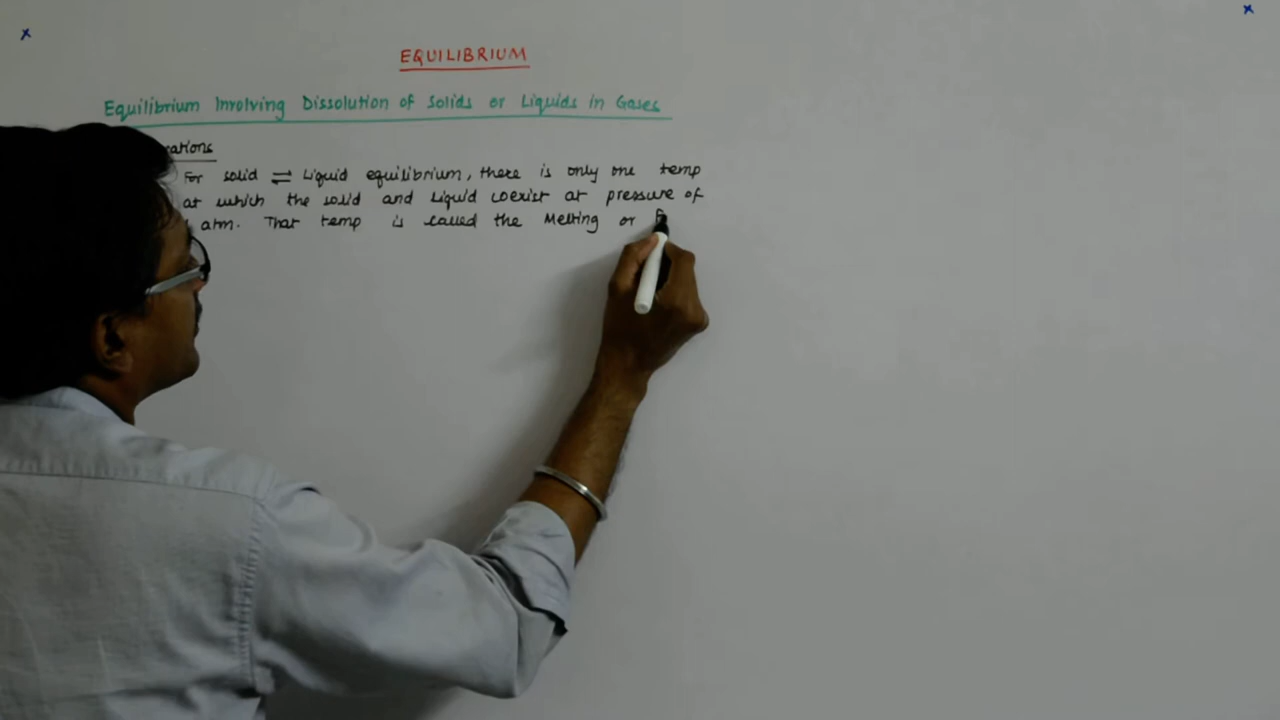 EQUILIBRIUM
Equilibrium Involving Dissolution of Solids or Liquids in Gases
For solid ⇌ Liquid equilibrium, there is only one temp
at which the solid and Liquid coexist at pressure of
atm. That temp is called the Melting or